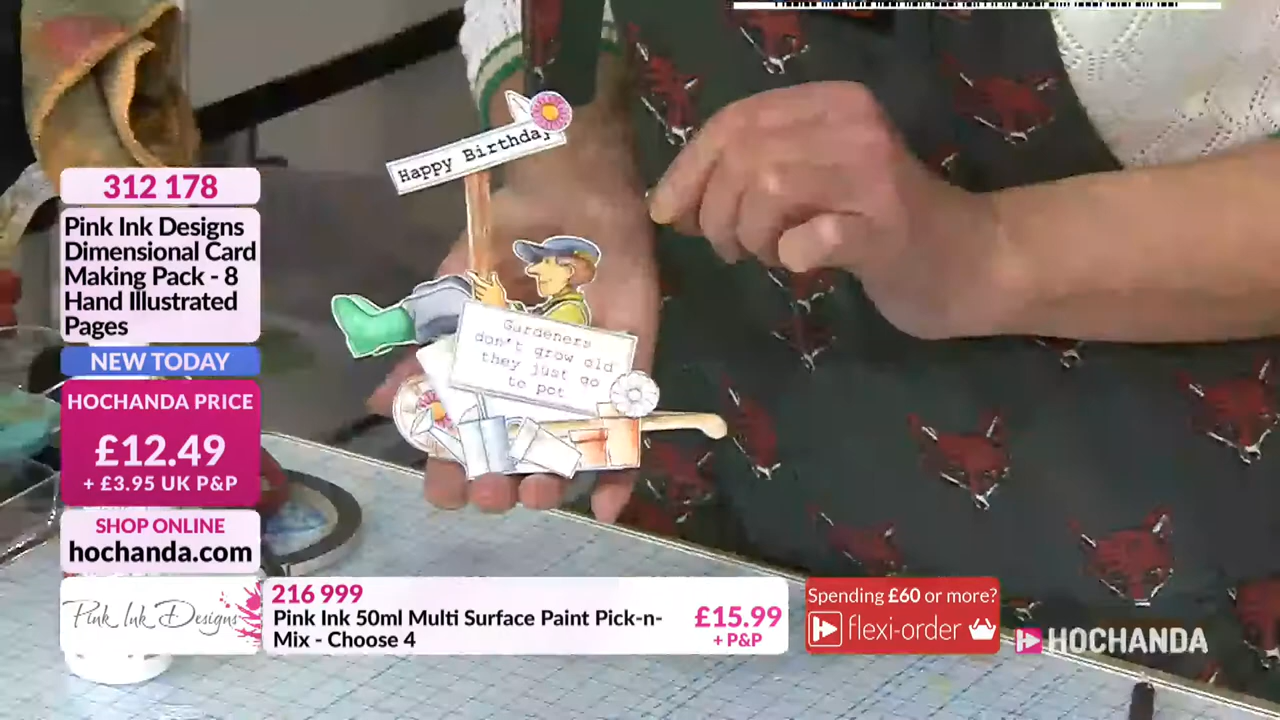 Happy Birthday
312 178
Pink Ink Designs
Dimensional Card
Making Pack - 8
Hand Illustrated
Pages
NEW TODAY
HOCHANDA PRICE
£12.49
+ £3.95 UK P&P
SHOP ONLINE
hochanda.com
Gardeners
don't grow old
they just go
to pot
Pink Ink Designs
216 999
Pink Ink 50ml Multi Surface Paint Pick-n-
Mix - Choose 4
£15.99
+ P&P
Spending £60 or more?
flexi-order
HOCHANDA